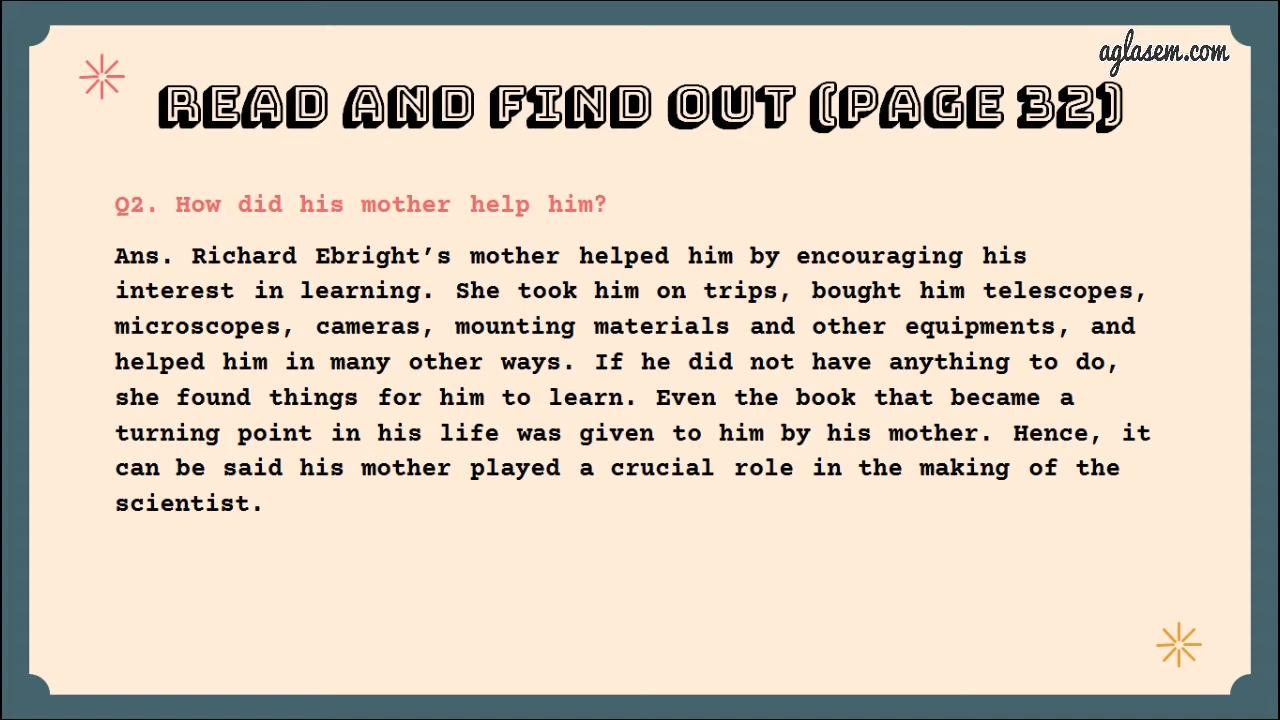 aglasem.com
READ AND FIND OUT (PAGE 32)
Q2. How did his mother help him?
Ans. Richard Ebright’s mother helped him by encouraging his
interest in learning. She took him on trips, bought him telescopes,
microscopes, cameras, mounting materials and other equipments, and
helped him in many other ways. If he did not have anything to do,
she found things for him to learn. Even the book that became a
turning point in his life was given to him by his mother. Hence, it
can be said his mother played a crucial role in the making of the
scientist.